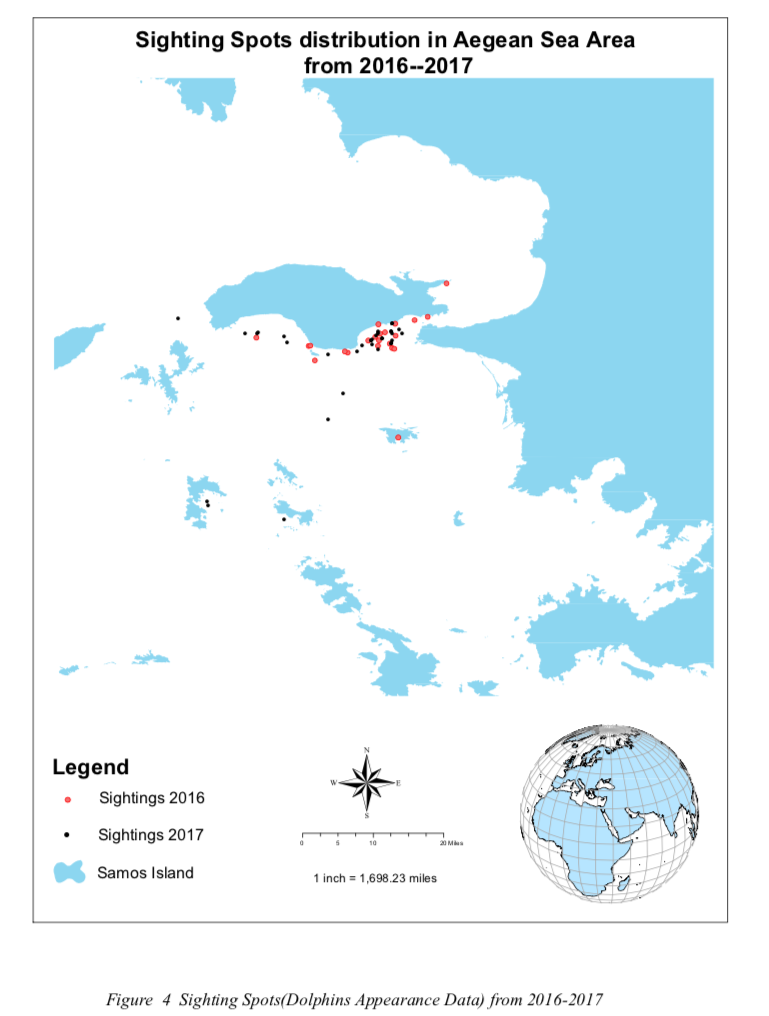 Sighting Spots distribution in Aegean Sea Area
from 2016--2017
Legend
Sightings 2016
Sightings 2017
Samos Island
N
W
E
S
0 5 10 20 Miles
1 inch = 1,698.23 miles
Figure 4 Sighting Spots(Dolphins Appearance Data) from 2016-2017